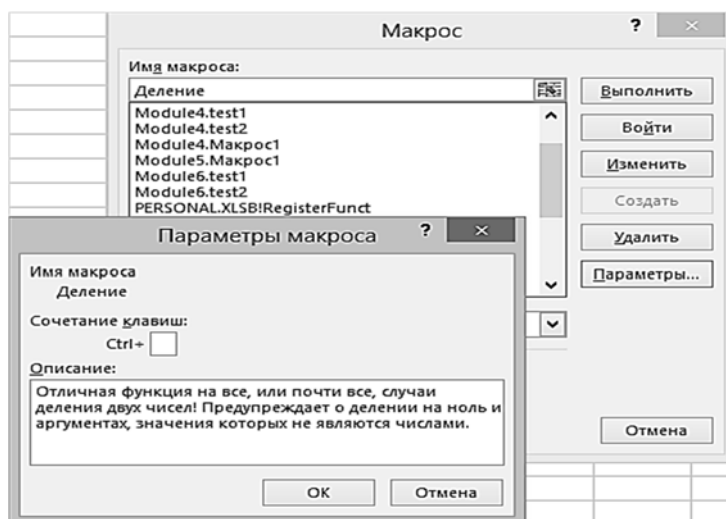 Макрос
?
×
Имя макроса:
Деление
Module4.test1
Module4.test2
Module4.Макрос1
Module5.Макрос1
Module6.test1
Module6.test2
PERSONAL.XLSB!RegisterFunct
Выполнить
Войти
Изменить
Создать
Удалить
Параметры...
Отмена
Параметры макроса
?
×
Имя макроса
Деление
Сочетание клавиш:
Ctrl+
Описание:
Отличная функция на все, или почти все, случаи
деления двух чисел! Предупреждает о делении на ноль и
аргументах, значения которых не являются числами.
OK
Отмена